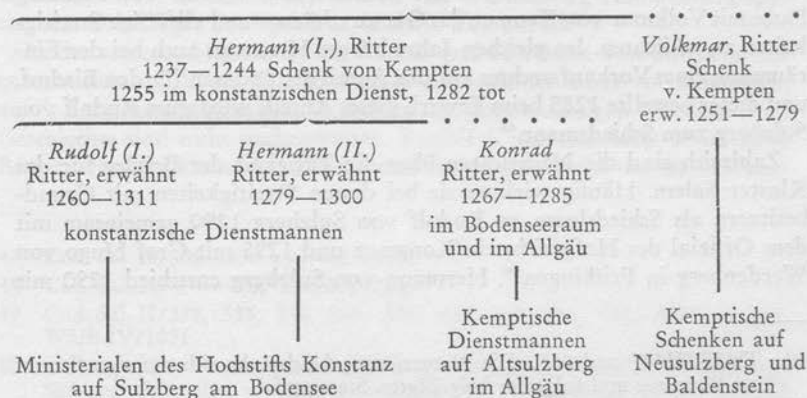 Hermann (I.), Ritter
1237—1244 Schenk von Kempten
1255 in konstanzischen Dienst, 1282 tot
Volkmar, Ritter
Schenk
v. Kempten
erw. 1251—1279
Rudolf (I.)
Ritter, erwähnt
1260—1311
Hermann (II.)
Ritter, erwähnt
1279—1300
konstanzische Dienstmannen
Konrad
Ritter, erwähnt
1267—1285
im Bodenseeraum
und im Allgäu
Ministerialen des Hochstifts Konstanz
auf Sulzberg am Bodensee
Kemptische
Dienstmannen
auf Altsulzberg
im Allgäu
Kemptische
Schenken auf
Neusulzberg und
Baldenstein